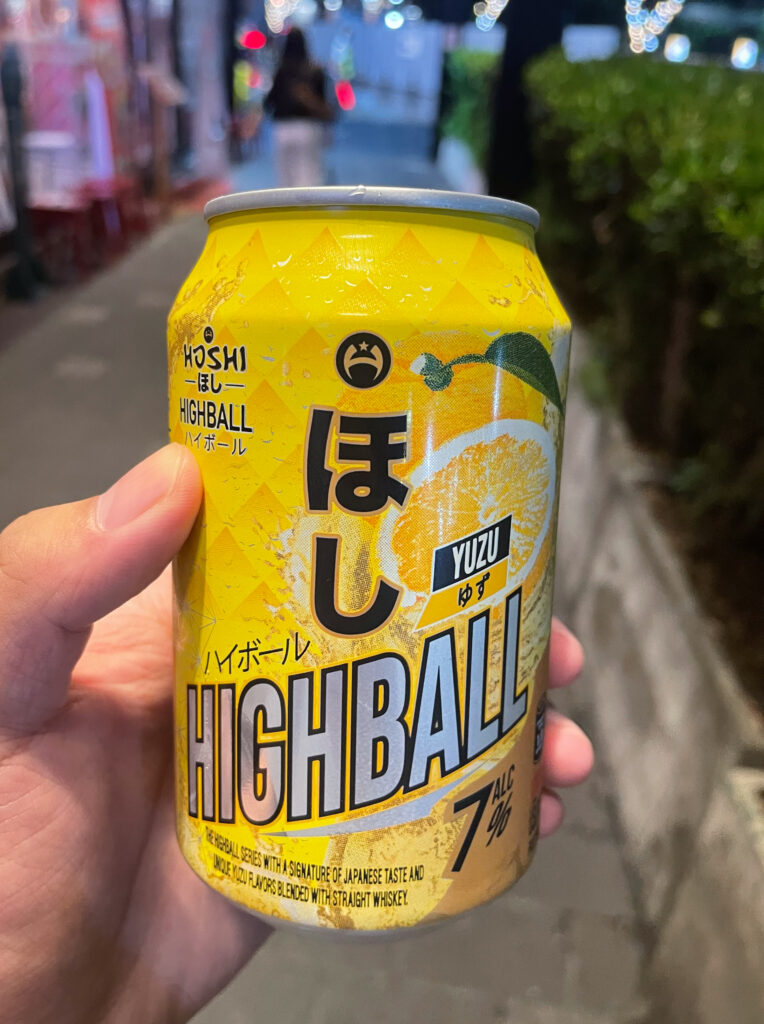 HOSHI
ほし
HIGHBALL
ハイボール
ほし
YUZU
ゆず
ハイボール
HIGHBALL
7% ALC
THE HIGHBALL SERIES WITH A SIGNATURE OF JAPANESE TASTE AND
UNIQUE YUZU FLAVORS BLENDED WITH STRAIGHT WHISKEY.